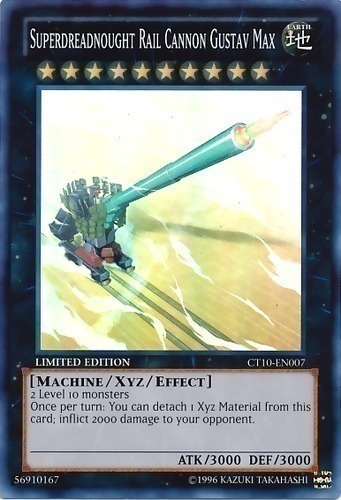 SUPERDREADNOUGHT RAIL CANNON GUSTAV MAX
EARTH
地
LIMITED EDITION
CT10-EN007
[MACHINE/XYZ/EFFECT]
2 Level 10 monsters
Once per turn: You can detach 1 Xyz Material from this
card; inflict 2000 damage to your opponent.
ATK/3000 DEF/3000
56910167
©1996 KAZUKI TAKAHASHI